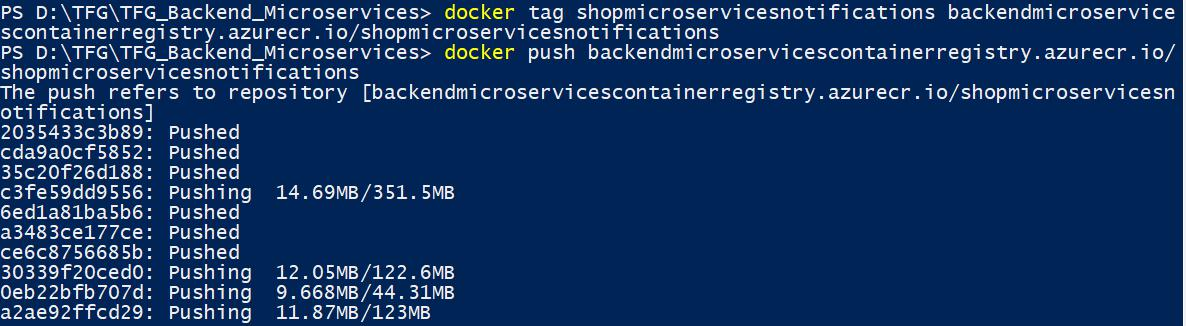 PS D:\TFG\TFG_Backend_Microservices> docker tag shopmicroservicesnotifications backendmicroservice
scontainerregistry.azurecr.io/shopmicroservicesnotifications
PS D:\TFG\TFG_Backend_Microservices> docker push backendmicroservicescontainerregistry.azurecr.io/
shopmicroservicesnotifications
The push refers to repository [backendmicroservicescontainerregistry.azurecr.io/shopmicroservicesn
otifications]
2035433c3b89: Pushed
cda9a0cf5852: Pushed
35c20f26d188: Pushed
c3fe59dd9556: Pushing  14.69MB/351.5MB
6ed1a81ba5b6: Pushed
a3483ce177ce: Pushed
ce6c8756685b: Pushed
30339f20ced0: Pushing  12.05MB/122.6MB
0eb22bfb707d: Pushing  9.668MB/44.31MB
a2ae92ffcd29: Pushing  11.87MB/123MB